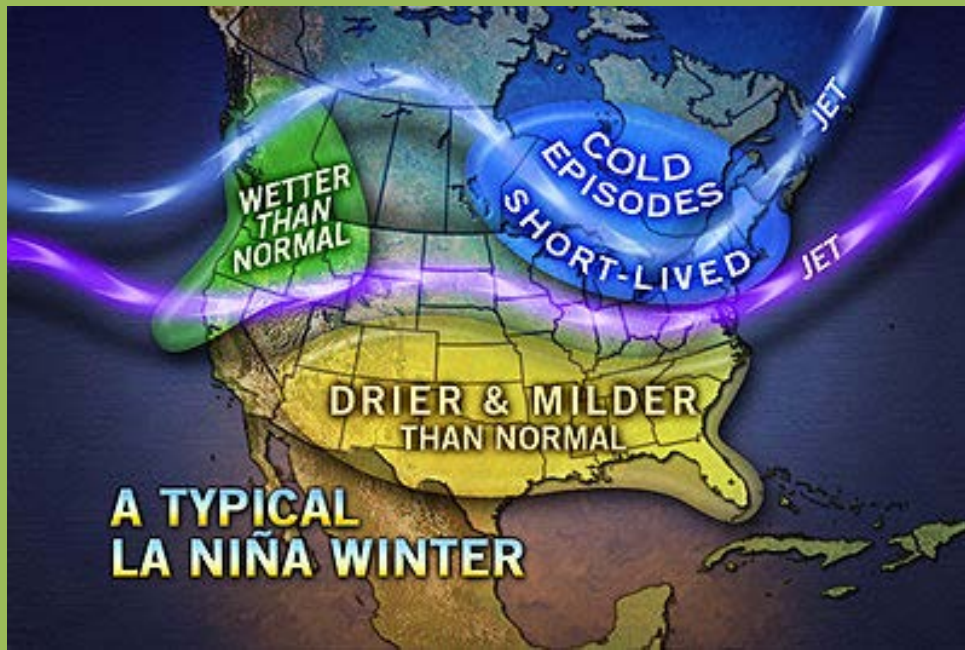 JET
COLD
EPISODES
SHORT-LIVED
WETTER
THAN
NORMAL
JET
DRIER & MILDER
THAN NORMAL
A TYPICAL
LA NIÑA WINTER